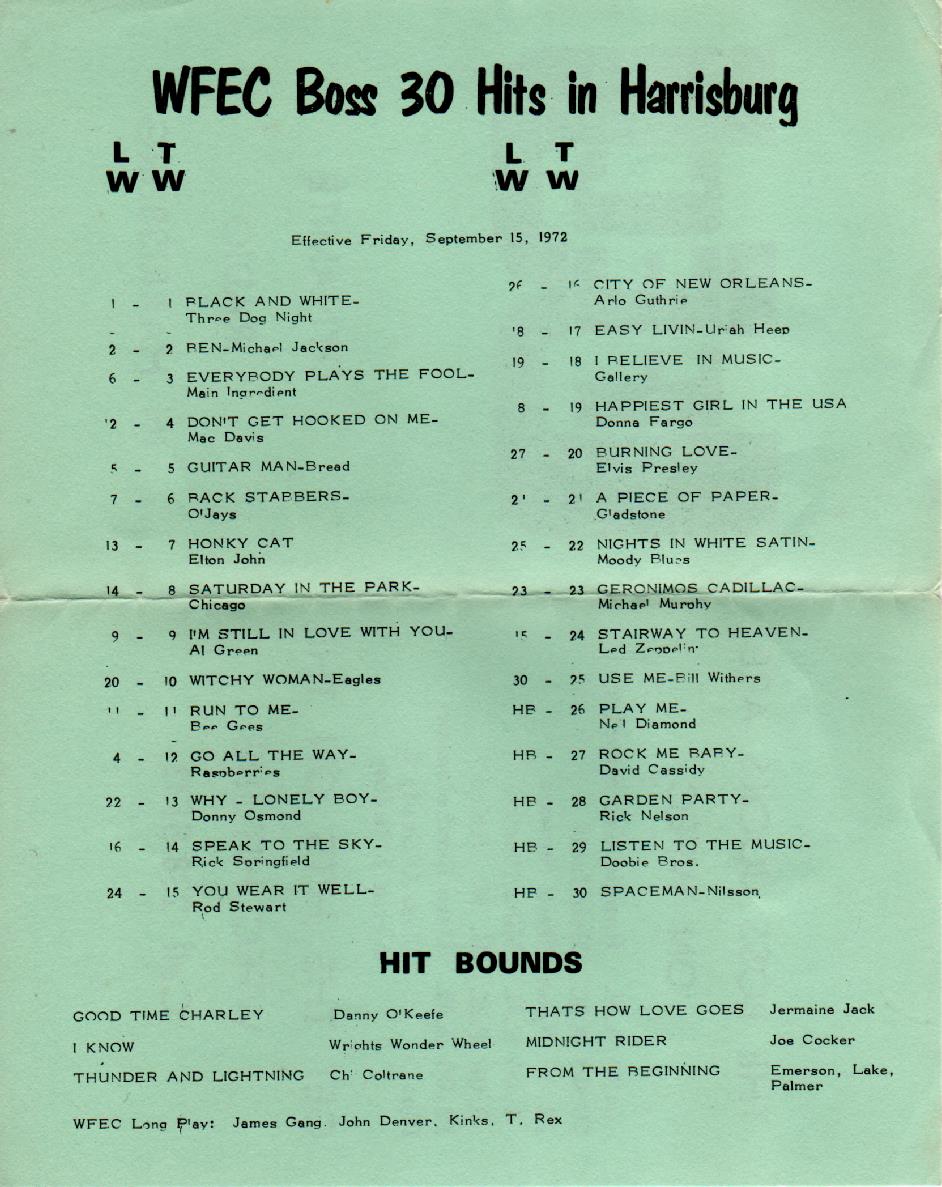 WFEC Boss 30 Hits in Harrisburg
L T
W W
L T
W W
Effective Friday, September 15, 1972
1 - 1 BLACK AND WHITE-
Three Dog Night
2 - 2 BEN-Michael Jackson
6 - 3 EVERYBODY PLAYS THE FOOL-
Main Ingredient
12 - 4 DON'T GET HOOKED ON ME-
Mac Davis
5 - 5 GUITAR MAN-Bread
7 - 6 BACK STABBERS-
O'Jays
13 - 7 HONKY CAT
Elton John
14 - 8 SATURDAY IN THE PARK-
Chicago
9 - 9 I'M STILL IN LOVE WITH YOU-
Al Green
20 - 10 WITCHY WOMAN-Eagles
11 - 11 RUN TO ME-
Bee Gees
4 - 12 GO ALL THE WAY-
Raspberries
22 - 13 WHY - LONELY BOY-
Donny Osmond
16 - 14 SPEAK TO THE SKY-
Rick Springfield
24 - 15 YOU WEAR IT WELL-
Rod Stewart
26 - 16 CITY OF NEW ORLEANS-
Arlo Guthrie
18 - 17 EASY LIVIN-Uriah Heep
19 - 18 I BELIEVE IN MUSIC-
Gallery
8 - 19 HAPPIEST GIRL IN THE USA
Donna Fargo
27 - 20 BURNING LOVE-
Elvis Presley
21 - 21 A PIECE OF PAPER-
Gladstone
25 - 22 NIGHTS IN WHITE SATIN-
Moody Blues
23 - 23 GERONIMOS CADILLAC-
Michael Murphy
15 - 24 STAIRWAY TO HEAVEN-
Led Zeppelin
30 - 25 USE ME-Bill Withers
HB - 26 PLAY ME-
Neil Diamond
HB - 27 ROCK ME BABY-
David Cassidy
HB - 28 GARDEN PARTY-
Rick Nelson
HB - 29 LISTEN TO THE MUSIC-
Doobie Bros.
HB - 30 SPACEMAN-Nilsson
HIT BOUNDS
GOOD TIME CHARLEY Danny O'Keefe
I KNOW Wrights Wonder Wheel
THUNDER AND LIGHTNING Chi Coltrane
THATS HOW LOVE GOES Jermaine Jack
MIDNIGHT RIDER Joe Cocker
FROM THE BEGINNING Emerson, Lake,
Palmer
WFEC Long Play: James Gang. John Denver, Kinks, T. Rex